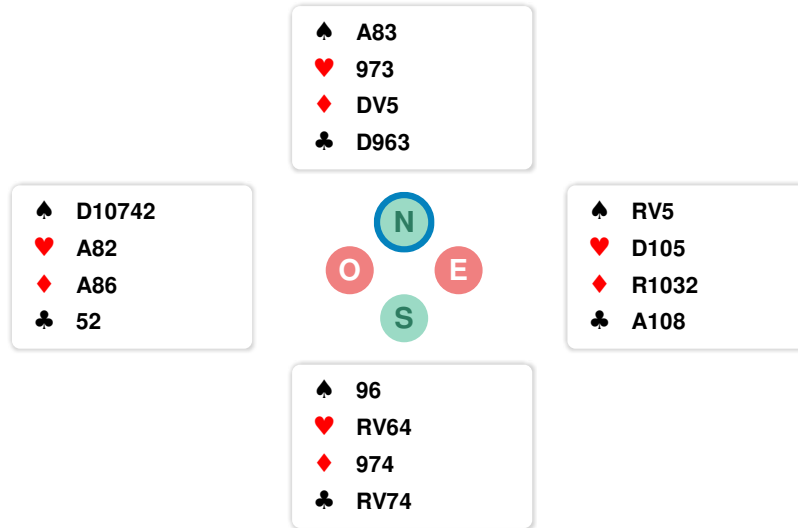 ♠ A83
♥ 973
♦ DV5
♣ D963
♠ D10742
♥ A82
♦ A86
♣ 52
N
O E
S
♠ RV5
♥ D105
♦ R1032
♣ A108
♠ 96
♥ RV64
♦ 974
♣ RV74